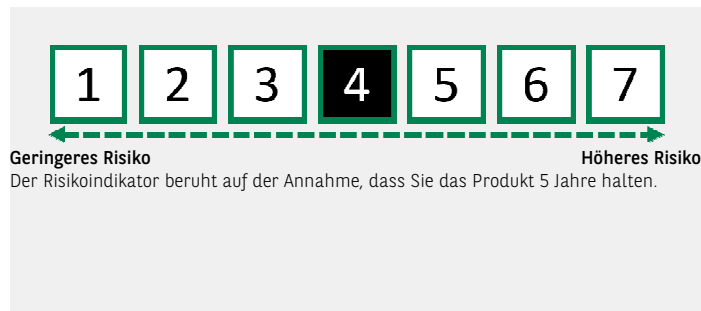 1 2 3 4 5 6 7
Geringeres Risiko Höheres Risiko
Der Risikoindikator beruht auf der Annahme, dass Sie das Produkt 5 Jahre halten.